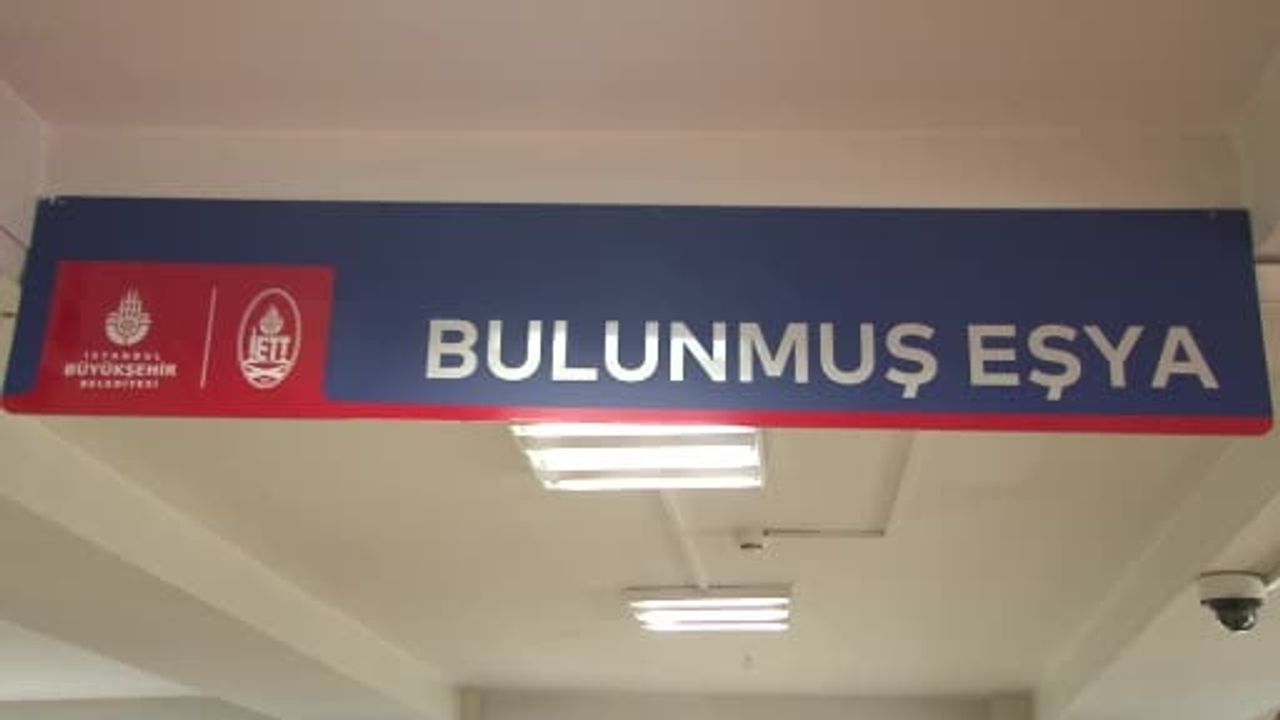 İSTANBUL
BÜYÜKŞEHİR
BELEDİYESİ
İETT
BULUNMUŞ EŞYA